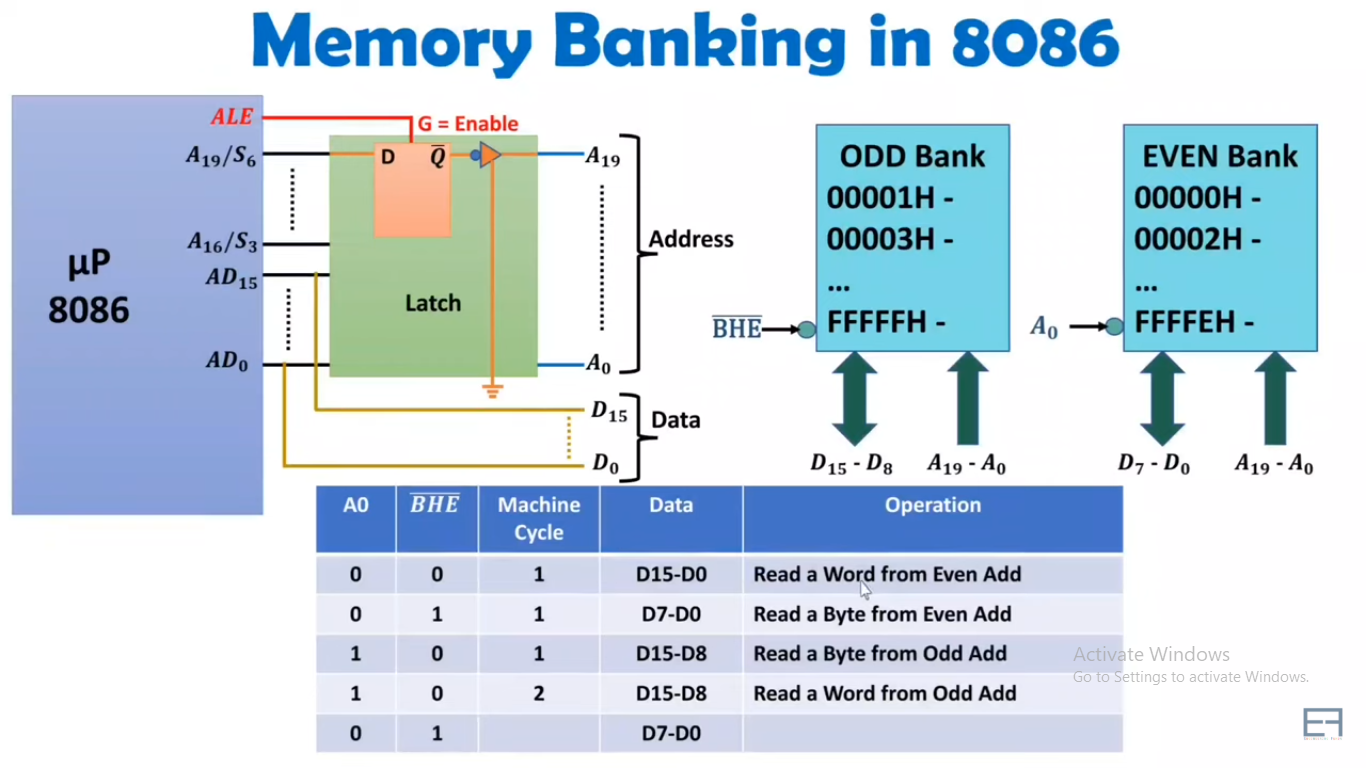 Memory Banking in 8086
ALE
G = Enable
A19/S6
D
Q̅
A19
A16/S3
Address
µP
8086
AD15
Latch
AD0
A0
D15
Data
D0
ODD Bank
00001H -
00003H -
...
FFFFFH -
B̅H̅E̅
D15 - D8
A19 - A0
EVEN Bank
00000H -
00002H -
...
FFFFEH -
A0
D7 - D0
A19 - A0
A0 B̅H̅E̅ Machine Cycle Data Operation
0 0 1 D15-D0 Read a Word from Even Add
0 1 1 D7-D0 Read a Byte from Even Add
1 0 1 D15-D8 Read a Byte from Odd Add
1 0 2 D15-D8 Read a Word from Odd Add
0 1 D7-D0
Activate Windows
Go to Settings to activate Windows.